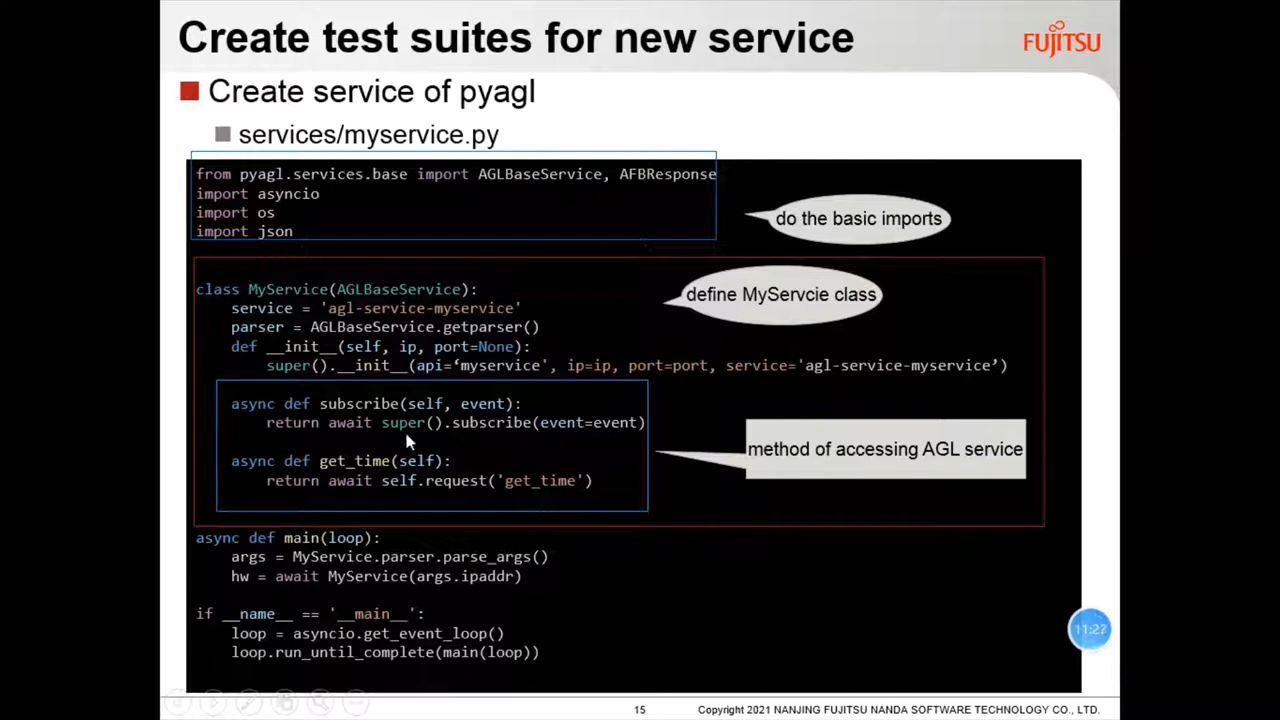 Create test suites for new service
FUJITSU
Create service of pyagl
services/myservice.py
from pyagl.services.base import AGLBaseService, AFBResponse
import asyncio
import os
import json
do the basic imports
class MyService(AGLBaseService):
service = 'agl-service-myservice'
parser = AGLBaseService.getparser()
def __init__(self, ip, port=None):
super().__init__(api=‘myservice', ip=ip, port=port, service='agl-service-myservice’)
define MyServcie class
async def subscribe(self, event):
return await super().subscribe(event=event)
async def get_time(self):
return await self.request('get_time')
method of accessing AGL service
async def main(loop):
args = MyService.parser.parse_args()
hw = await MyService(args.ipaddr)
if __name__ == '__main__':
loop = asyncio.get_event_loop()
loop.run_until_complete(main(loop))
11:22
15
Copyright 2021 NANJING FUJITSU NANDA SOFTWARE TECHNOLOGY CO., LTD.